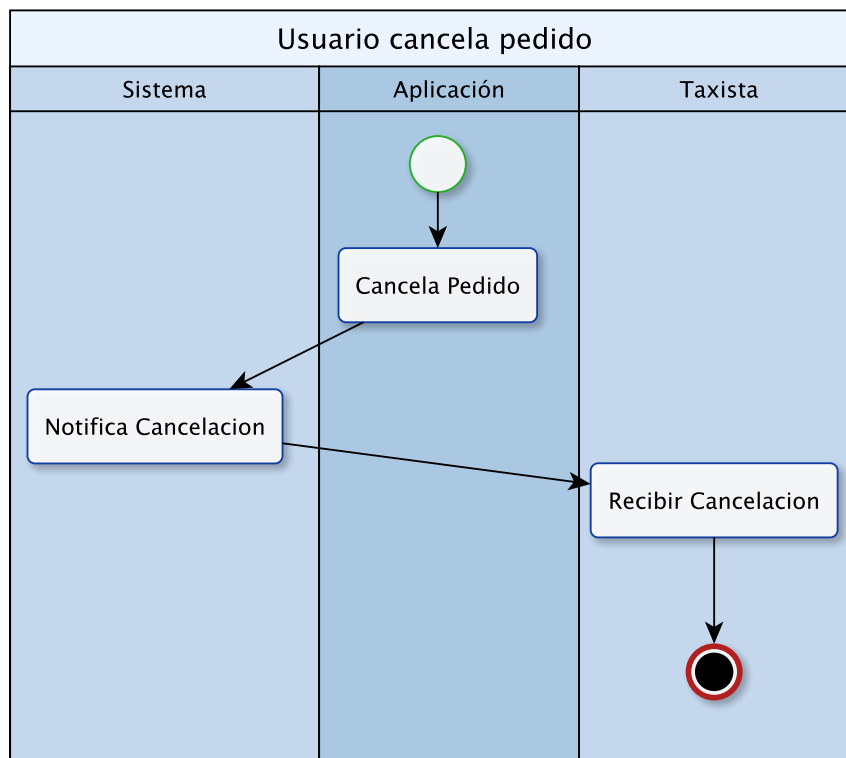 Usuario cancela pedido
Sistema
Aplicación
Taxista
Cancela Pedido
Notifica Cancelacion
Recibir Cancelacion